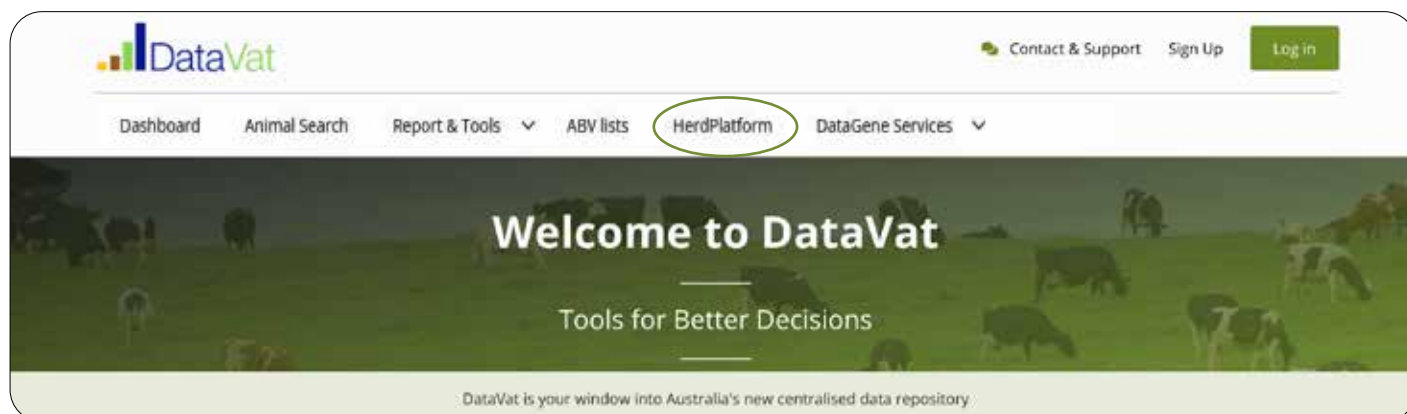 DataVat
Contact & Support Sign Up Log in
Dashboard Animal Search Report & Tools ABV lists HerdPlatform DataGene Services
Welcome to DataVat
Tools for Better Decisions
DataVat is your window into Australia's new centralised data repository